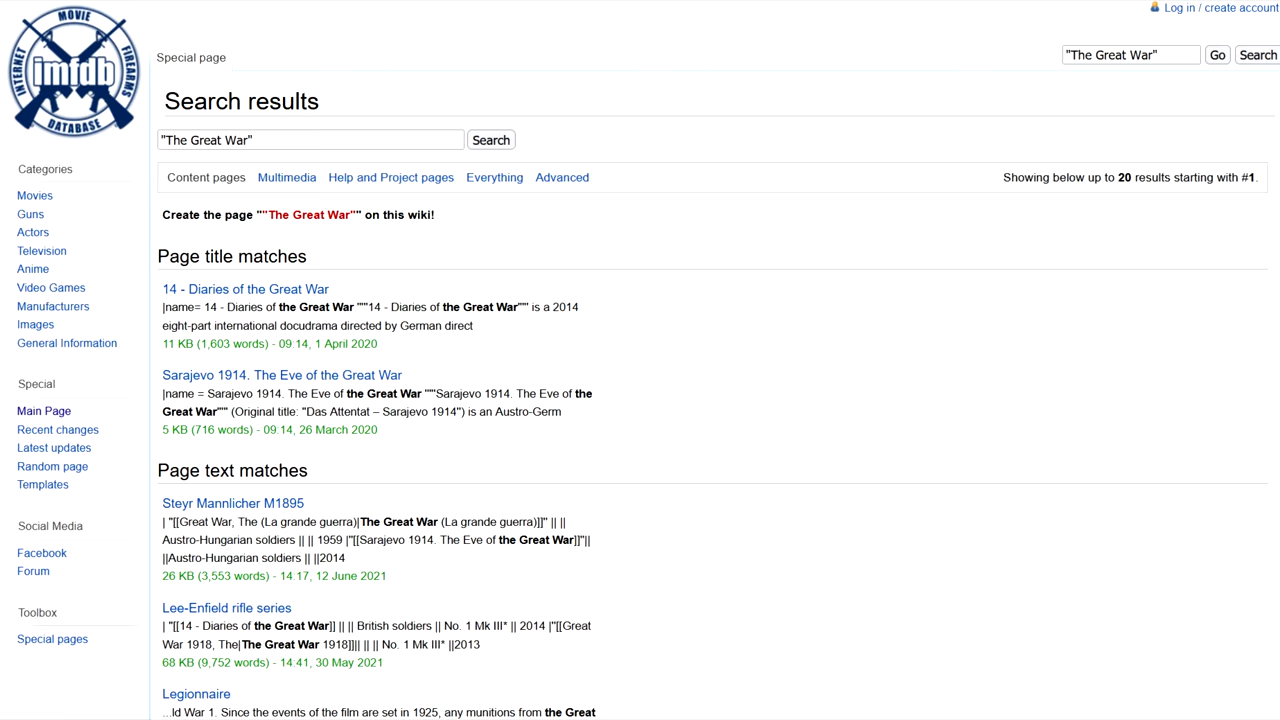 Log in / create account
INTERNET MOVIE FIREARMS DATABASE
imfdb
Special page
"The Great War" Go Search
Search results
"The Great War" Search
Content pages Multimedia Help and Project pages Everything Advanced Showing below up to 20 results starting with #1.
Create the page ""The Great War"" on this wiki!
Page title matches
14 - Diaries of the Great War
|name= 14 - Diaries of the Great War '''''14 - Diaries of the Great War''''' is a 2014
eight-part international docudrama directed by German direct
11 KB (1,603 words) - 09:14, 1 April 2020
Sarajevo 1914. The Eve of the Great War
|name = Sarajevo 1914. The Eve of the Great War '''''Sarajevo 1914. The Eve of the
Great War''''' (Original title: "Das Attentat – Sarajevo 1914") is an Austro-Germ
5 KB (716 words) - 09:14, 26 March 2020
Page text matches
Steyr Mannlicher M1895
| ''[[Great War, The (La grande guerra)|The Great War (La grande guerra)]]'' || ||
Austro-Hungarian soldiers || || 1959 |''[[Sarajevo 1914. The Eve of the Great War]]''||
||Austro-Hungarian soldiers || ||2014
26 KB (3,553 words) - 14:17, 12 June 2021
Lee-Enfield rifle series
| ''[[14 - Diaries of the Great War]] || || British soldiers || No. 1 Mk III* || 2014 |''[[Great
War 1918, The|The Great War 1918]]|| || || No. 1 Mk III* ||2013
68 KB (9,752 words) - 14:41, 30 May 2021
Legionnaire
...ld War 1. Since the events of the film are set in 1925, any munitions from the Great
Categories
Movies
Guns
Actors
Television
Anime
Video Games
Manufacturers
Images
General Information
Special
Main Page
Recent changes
Latest updates
Random page
Templates
Social Media
Facebook
Forum
Toolbox
Special pages